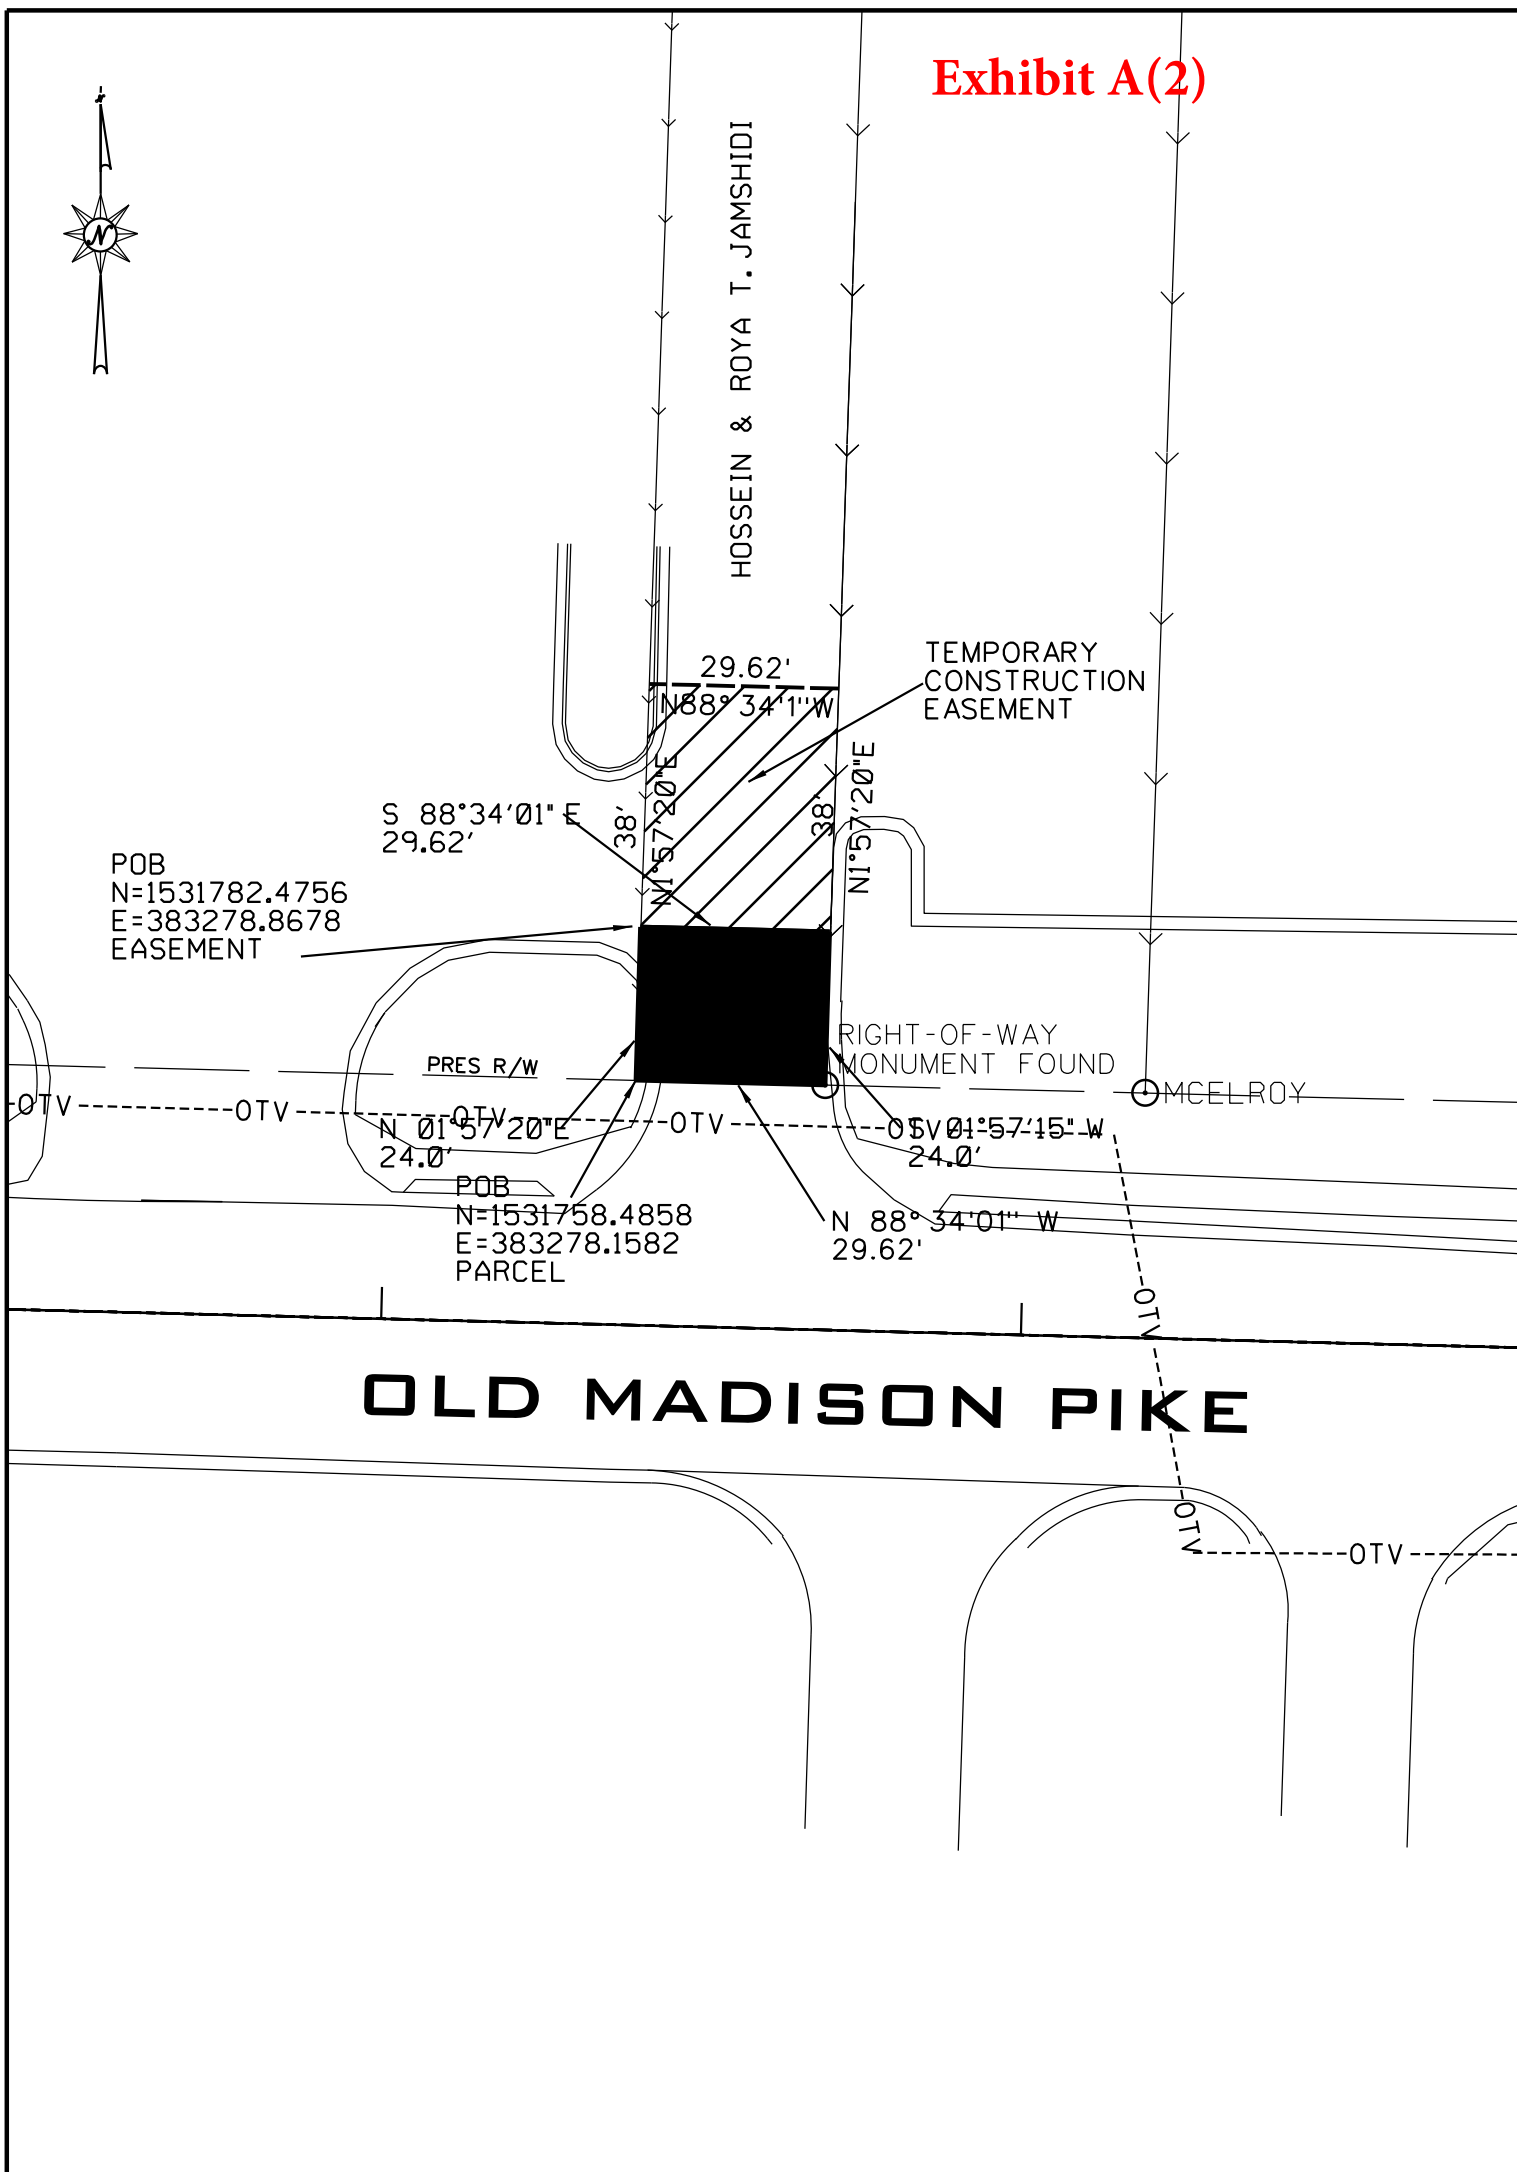 Exhibit A(2)
N
HOSSEIN & ROYA T. JAMSHIDI
TEMPORARY
CONSTRUCTION
EASEMENT
29.62'
N88° 34'1"W
38'
N1°57'20"E
38'
N1°57'20"E
S 88°34'01" E
29.62'
POB
N=1531782.4756
E=383278.8678
EASEMENT
RIGHT-OF-WAY
MONUMENT FOUND
PRES R/W
MCELROY
OTV
OTV
OTV
OTV
OTV
N 01°57'20"E
24.0'
S 01°57'15" W
24.0'
POB
N=1531758.4858
E=383278.1582
PARCEL
N 88° 34'01" W
29.62'
OTV
OLD MADISON PIKE
OTV
OTV